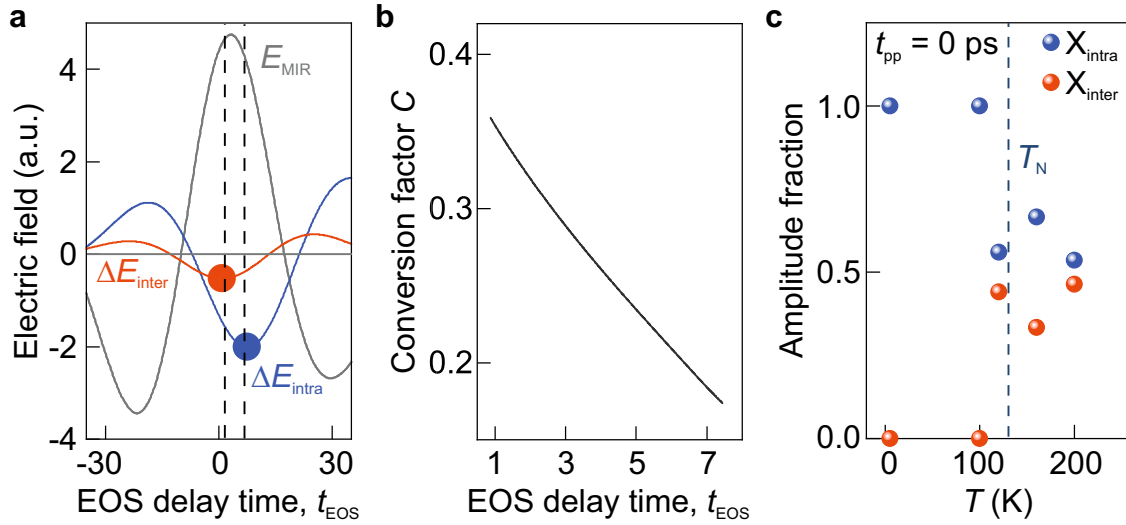 a
Electric field (a.u.)
4
2
0
-2
-4
E_MIR
ΔE_inter
ΔE_intra
-30
0
30
EOS delay time, t_EOS
b
Conversion factor C
0.4
0.3
0.2
1
3
5
7
EOS delay time, t_EOS
c
t_pp = 0 ps
X_intra
X_inter
T_N
Amplitude fraction
1.0
0.5
0.0
0
100
200
T (K)